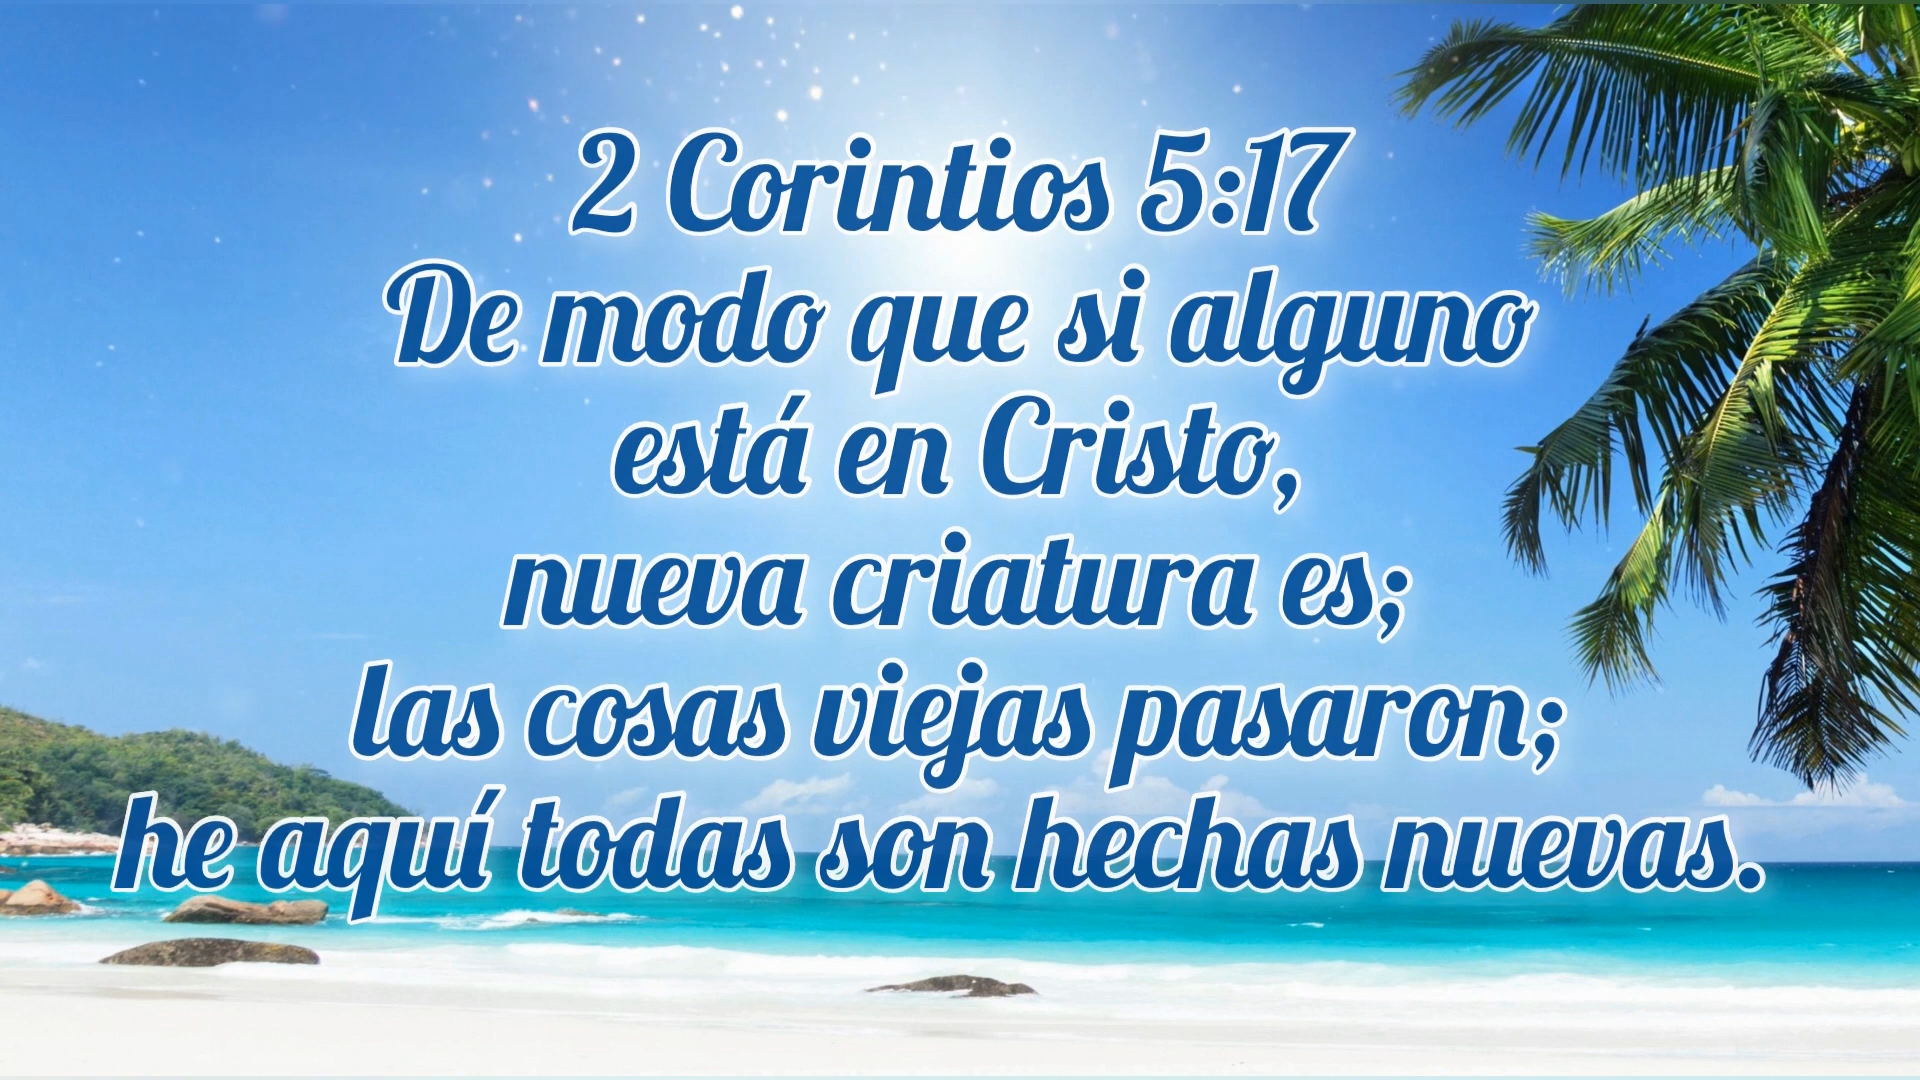 2 Corintios 5:17
De modo que si alguno
está en Cristo,
nueva criatura es;
las cosas viejas pasaron;
he aquí todas son hechas nuevas.